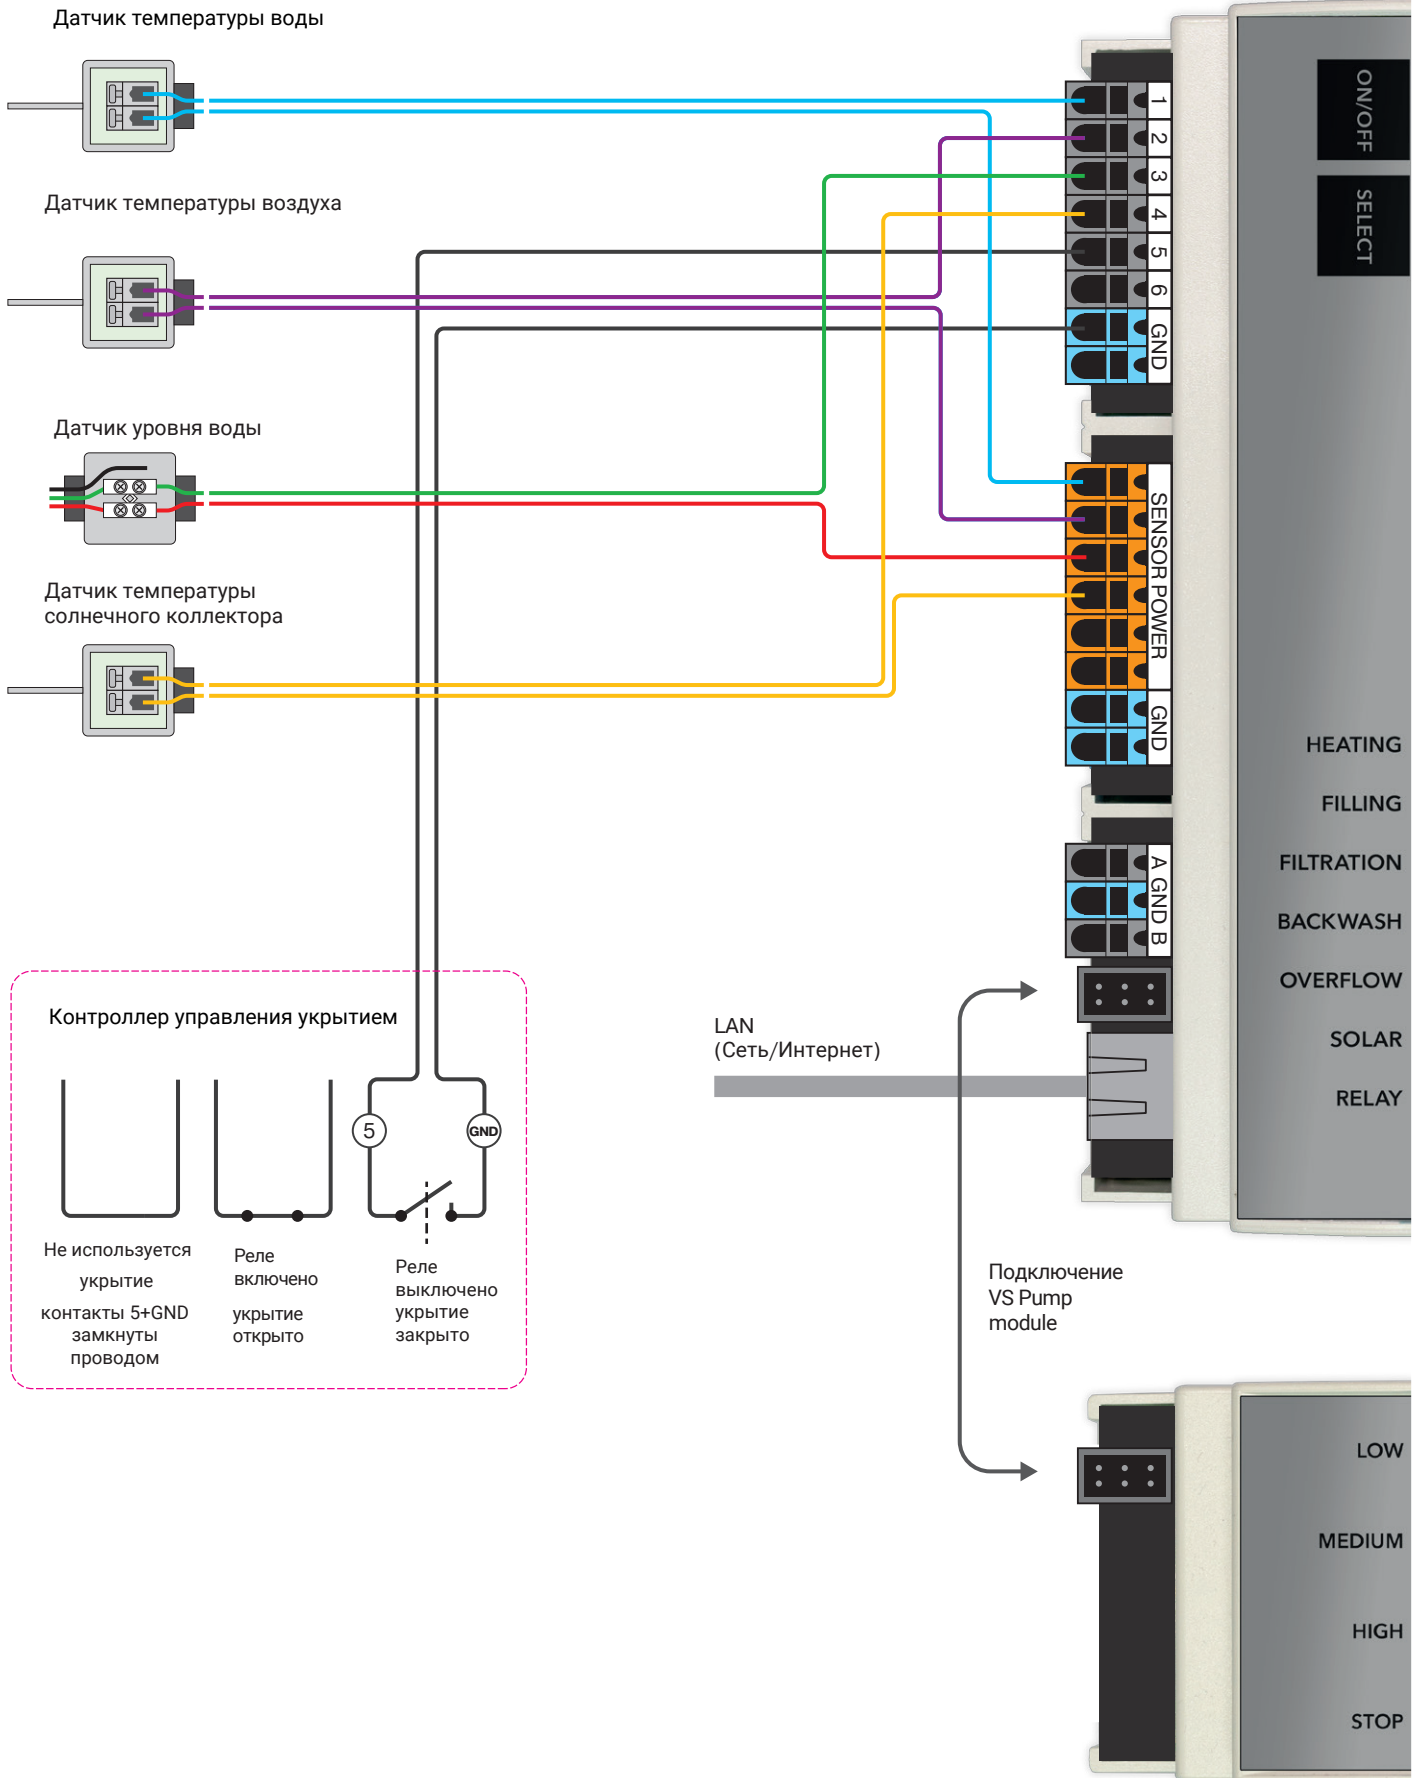 Датчик температуры воды
ON/OFF
SELECT
1
2
3
4
5
6
GND
Датчик температуры воздуха
Датчик уровня воды
SENSOR POWER
GND
Датчик температуры
солнечного коллектора
HEATING
FILLING
FILTRATION
BACKWASH
OVERFLOW
SOLAR
RELAY
A GND B
Контроллер управления укрытием
LAN
(Сеть/Интернет)
5
GND
Не используется
укрытие
контакты 5+GND
замкнуты
проводом
Реле
включено
укрытие
открыто
Реле
выключено
укрытие
закрыто
Подключение
VS Pump
module
LOW
MEDIUM
HIGH
STOP